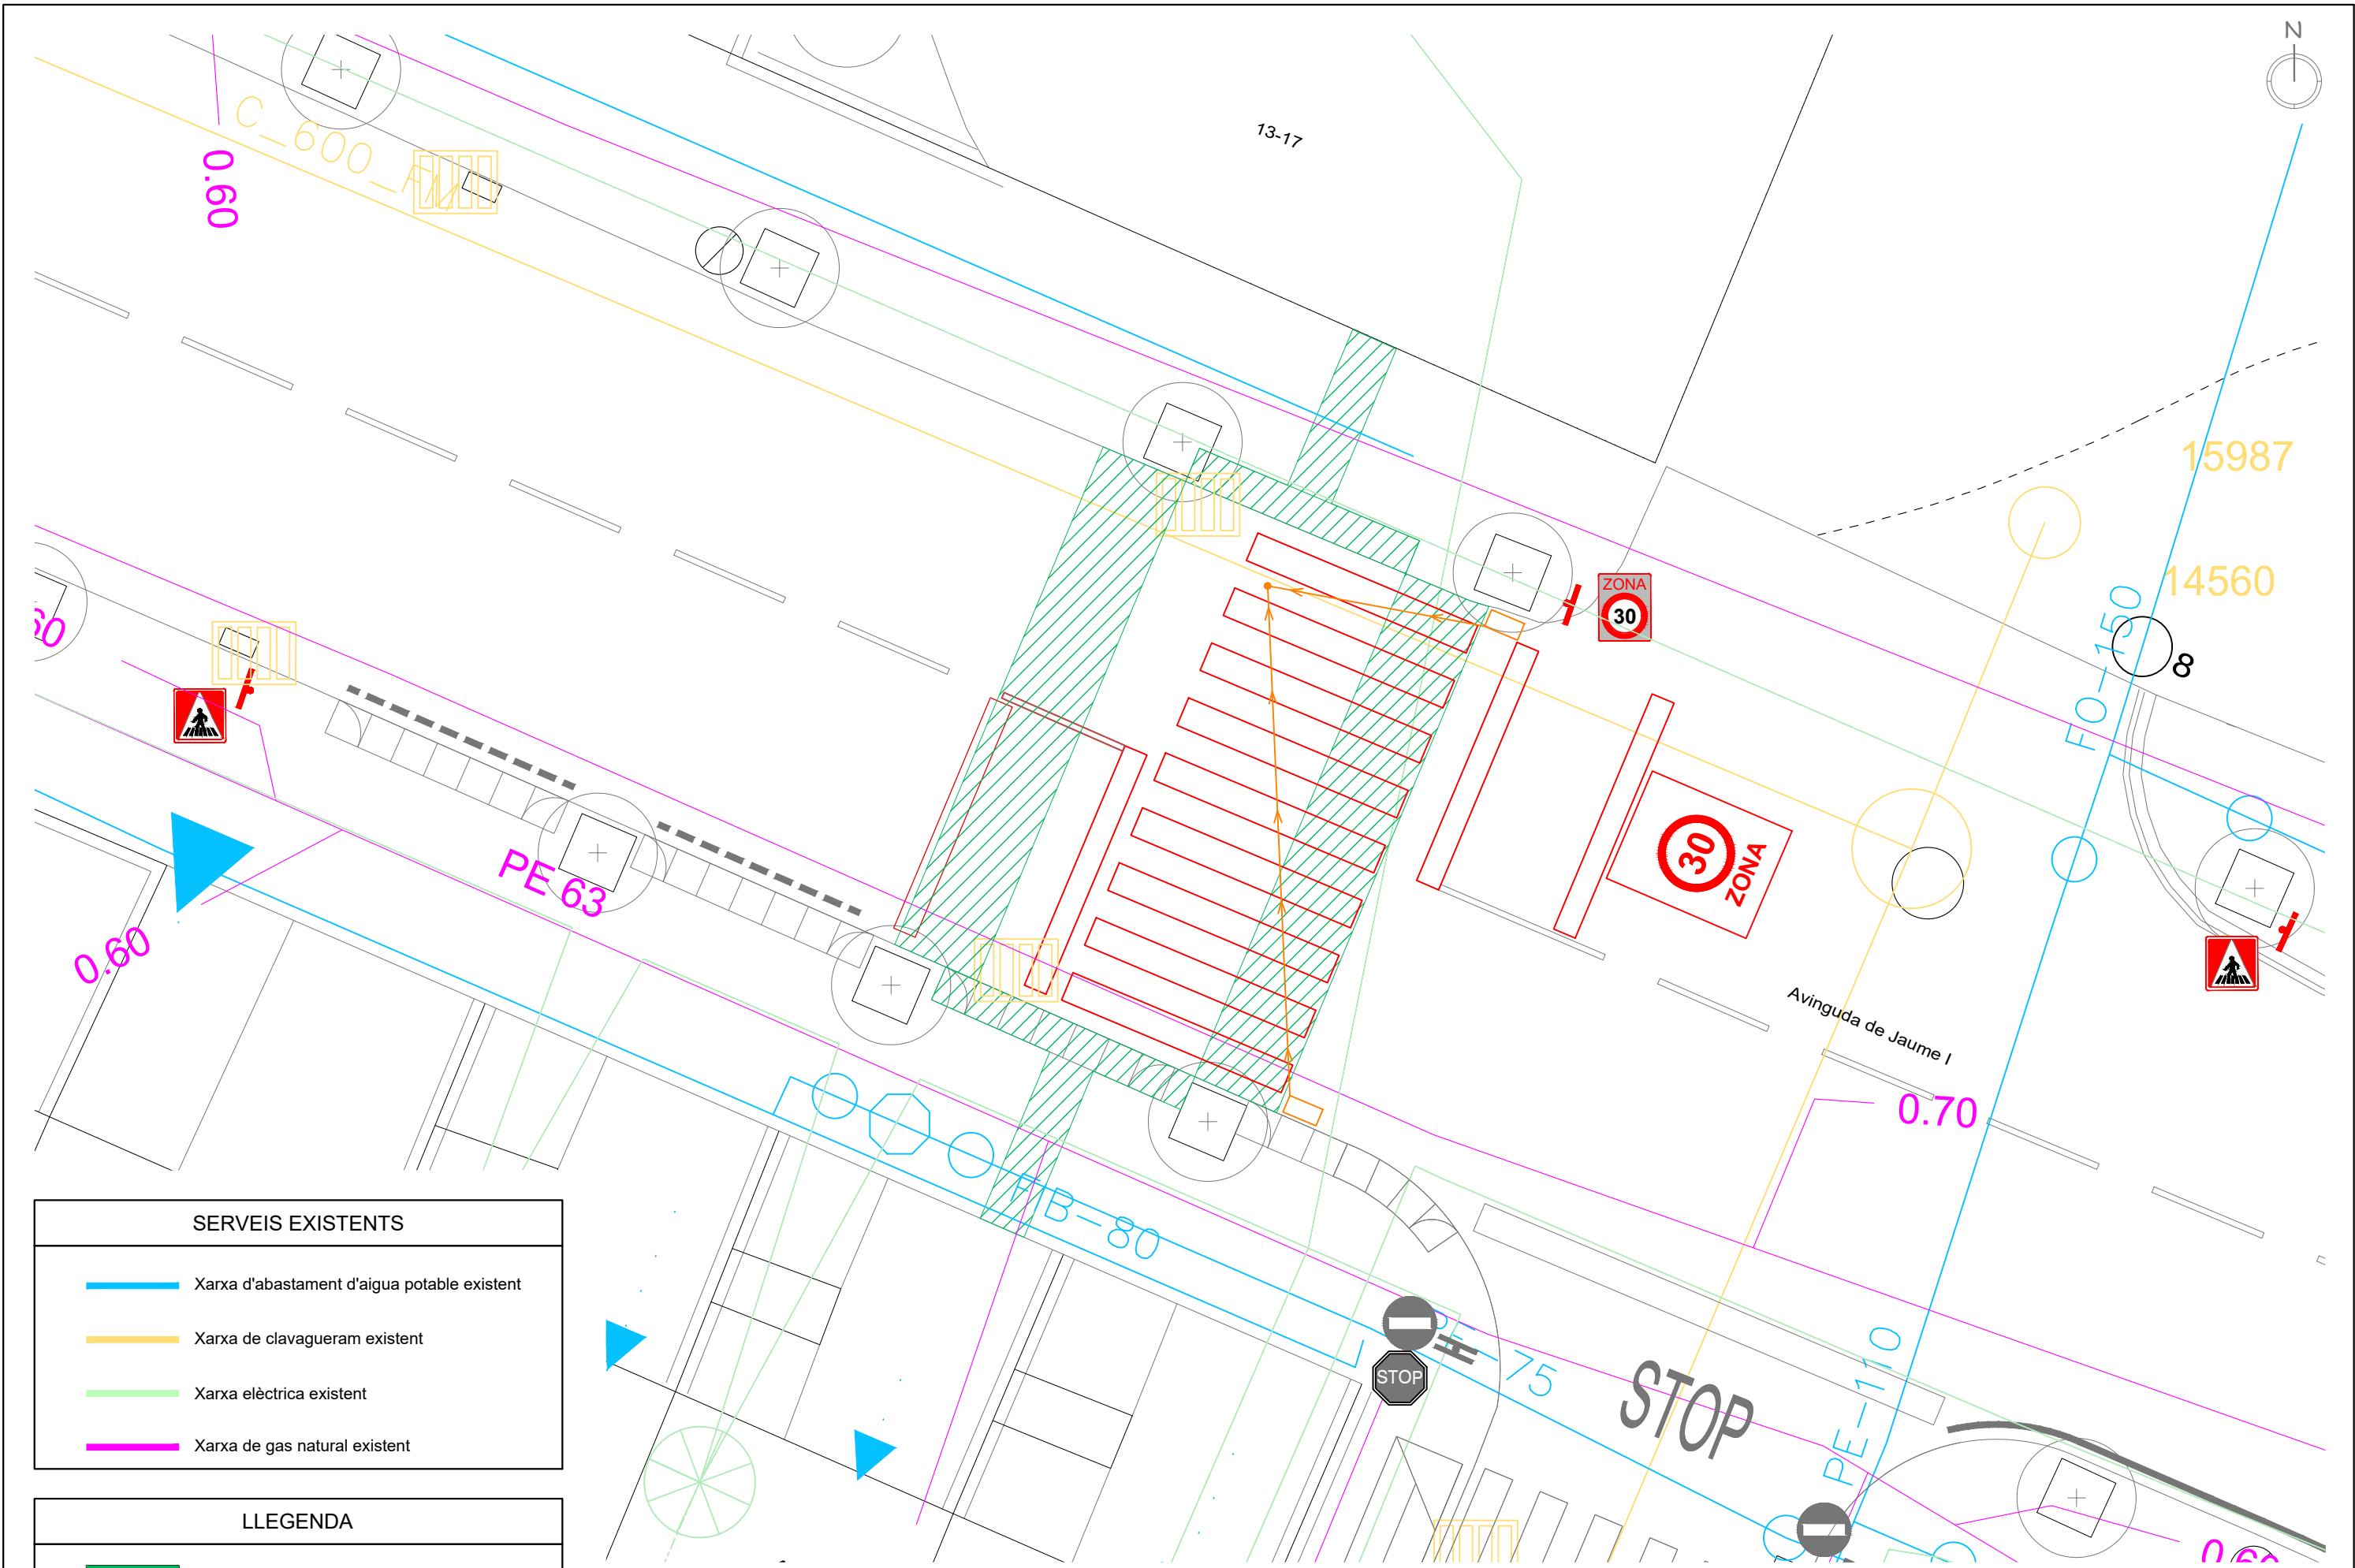 N
13-17
C_600_FN
0.60
15987
14560
ZONA
30
FO-150
8
30
ZONA
PE 63
0.60
Avinguda de Jaume I
0.70
FB-80
75
STOP
STOP
PE-110
SERVEIS EXISTENTS
Xarxa d'abastament d'aigua potable existent
Xarxa de clavagueram existent
Xarxa elèctrica existent
Xarxa de gas natural existent
LLEGENDA